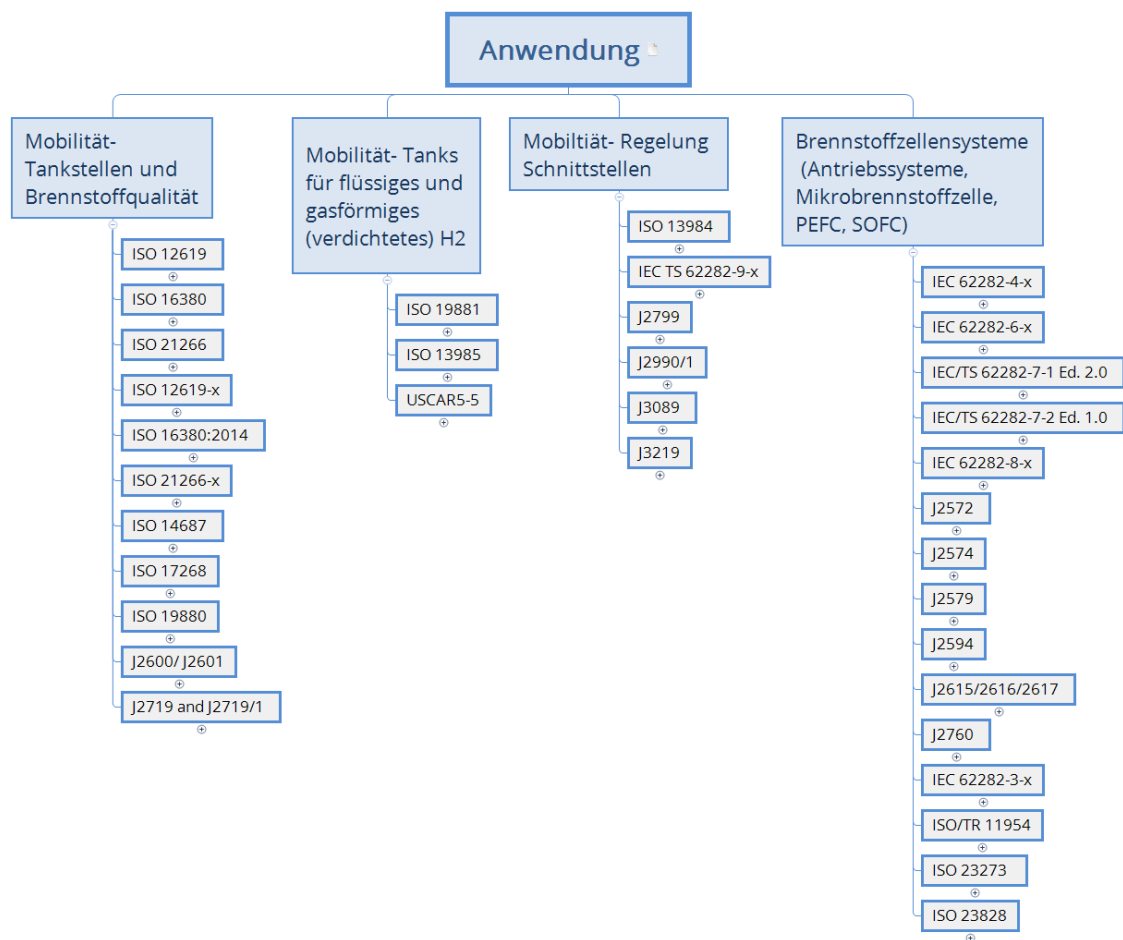 Anwendung
Mobilität-
Tankstellen und
Brennstoffqualität
ISO 12619
ISO 16380
ISO 21266
ISO 12619-x
ISO 16380:2014
ISO 21266-x
ISO 14687
ISO 17268
ISO 19880
J2600/ J2601
J2719 and J2719/1
Mobilität- Tanks
für flüssiges und
gasförmiges
(verdichtetes) H2
ISO 19881
ISO 13985
USCAR5-5
Mobiltiät- Regelung
Schnittstellen
ISO 13984
IEC TS 62282-9-x
J2799
J2990/1
J3089
J3219
Brennstoffzellensysteme
(Antriebssysteme,
Mikrobrennstoffzelle,
PEFC, SOFC)
IEC 62282-4-x
IEC 62282-6-x
IEC/TS 62282-7-1 Ed. 2.0
IEC/TS 62282-7-2 Ed. 1.0
IEC 62282-8-x
J2572
J2574
J2579
J2594
J2615/2616/2617
J2760
IEC 62282-3-x
ISO/TR 11954
ISO 23273
ISO 23828